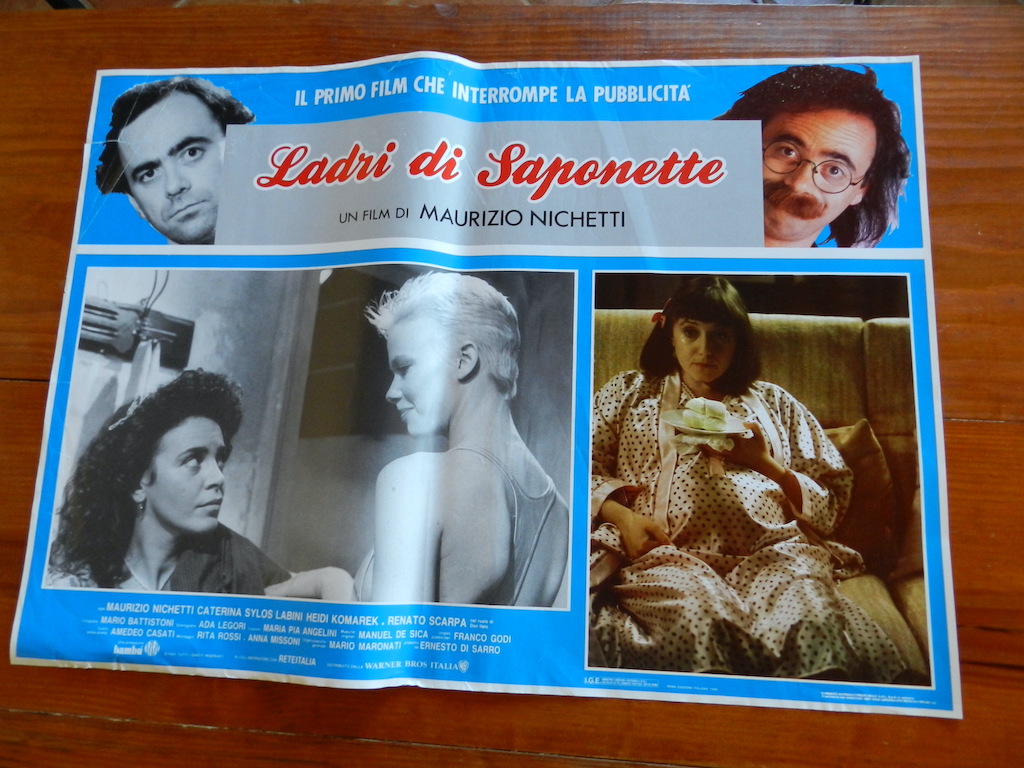 IL PRIMO FILM CHE INTERROMPE LA PUBBLICITA'
Ladri di Saponette
UN FILM DI MAURIZIO NICHETTI
CON MAURIZIO NICHETTI CATERINA SYLOS LABINI HEIDI KOMAREK . RENATO SCARPA
MARIO BATTISTONI ADA LEGORI MARIA PIA ANGELINI MANUEL DE SICA FRANCO GODI
AMEDEO CASATI RITA ROSSI . ANNA MISSONI MARIO MARONATI ERNESTO DI SARRO
bambú RETEITALIA DISTRIBUITO DALLA WARNER BROS ITALIA
I.G.E.